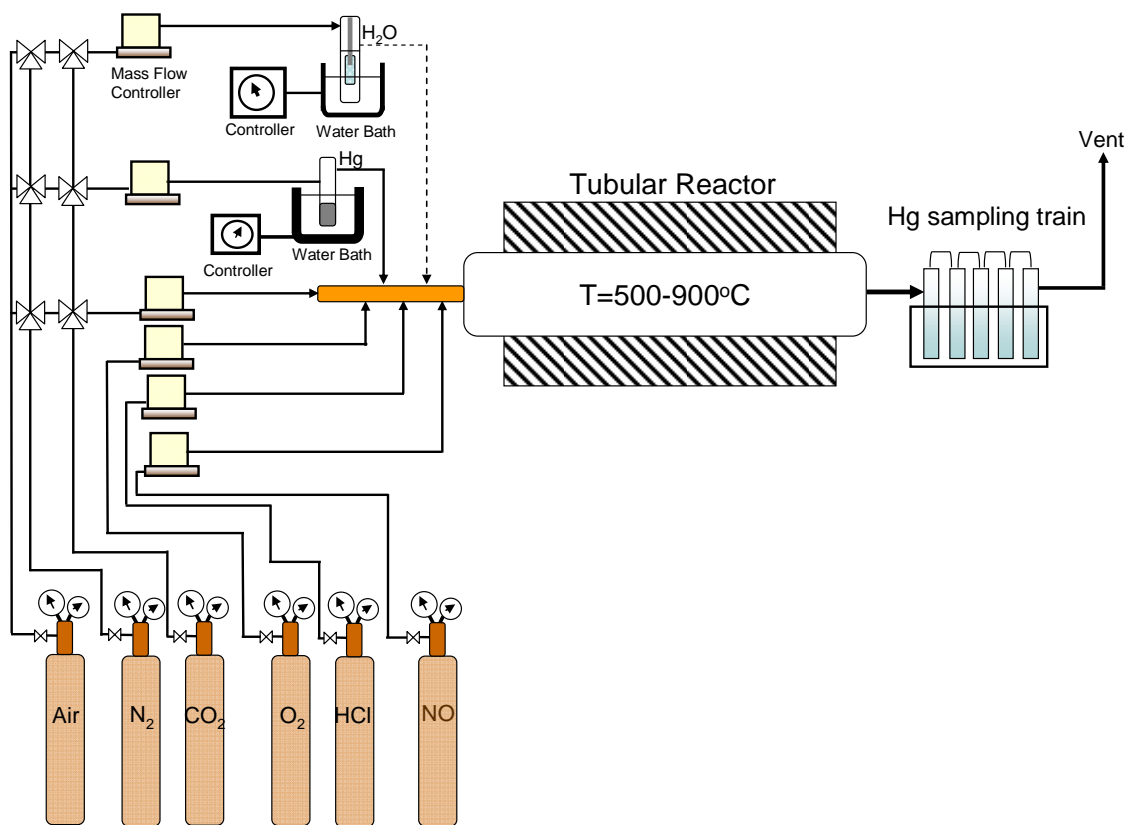 H₂O
Mass Flow
Controller
Controller
Water Bath
Hg
Controller
Water Bath
Tubular Reactor
T=500-900ºC
Hg sampling train
Vent
Air
N₂
CO₂
O₂
HCl
NO